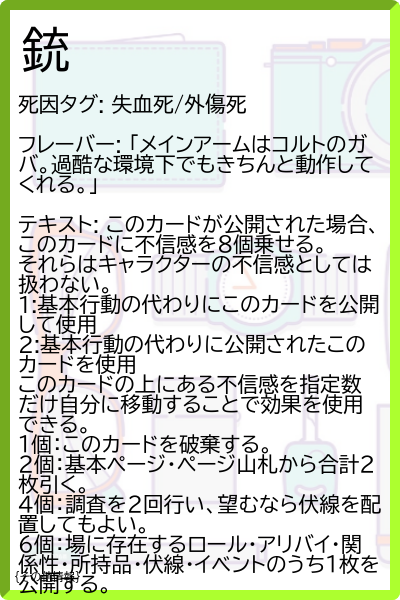 銃
死因タグ: 失血死/外傷死
フレーバー: 「メインアームはコルトのガ
バ。過酷な環境下でもきちんと動作して
くれる。」
テキスト: このカードが公開された場合、
このカードに不信感を8個乗せる。
それらはキャラクターの不信感としては
扱わない。
1:基本行動の代わりにこのカードを公開
して使用
2:基本行動の代わりに公開されたこの
カードを使用
このカードの上にある不信感を指定数
だけ自分に移動することで効果を使用
できる。
1個：このカードを破棄する。
2個：基本ページ・ページ山札から合計2
枚引く。
4個：調査を2回行い、望むなら伏線を配
置してもよい。
6個：場に存在するロール・アリバイ・関
係性・所持品・伏線・イベントのうち1枚を
公開する。